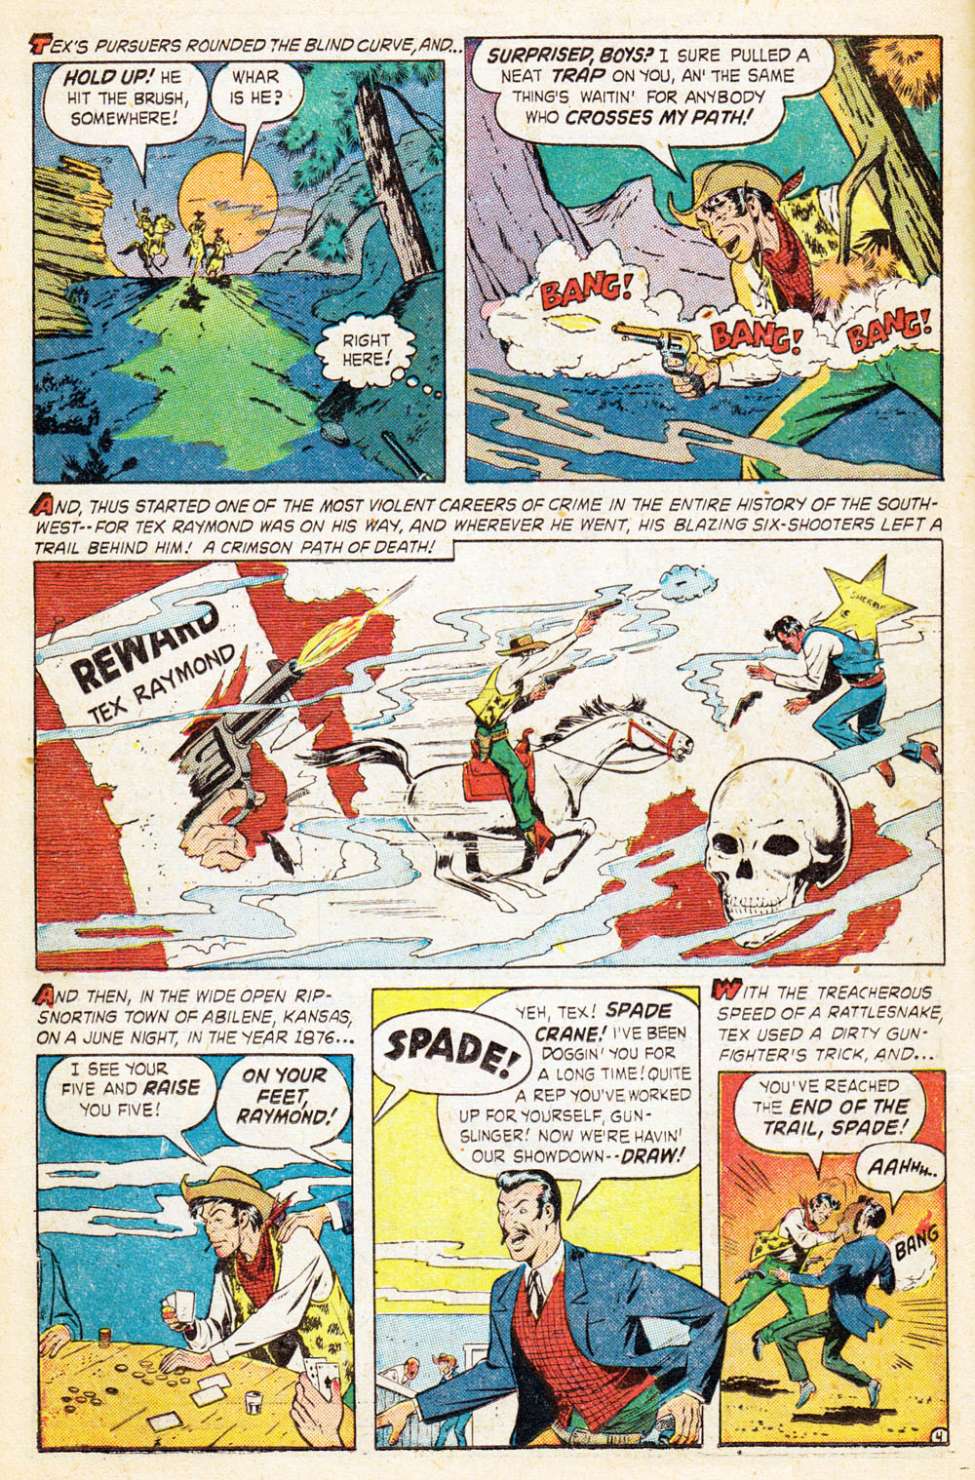 TEX'S PURSUERS ROUNDED THE BLIND CURVE, AND...
HOLD UP! HE
HIT THE BRUSH,
SOMEWHERE!
WHAR
IS HE?
RIGHT
HERE!
SURPRISED, BOYS? I SURE PULLED A
NEAT TRAP ON YOU, AN' THE SAME
THING'S WAITIN' FOR ANYBODY
WHO CROSSES MY PATH!
BANG!
BANG!
BANG!
AND, THUS STARTED ONE OF THE MOST VIOLENT CAREERS OF CRIME IN THE ENTIRE HISTORY OF THE SOUTH-
WEST--FOR TEX RAYMOND WAS ON HIS WAY, AND WHEREVER HE WENT, HIS BLAZING SIX-SHOOTERS LEFT A
TRAIL BEHIND HIM! A CRIMSON PATH OF DEATH!
REWARD
TEX RAYMOND
SHERIFF
AND THEN, IN THE WIDE OPEN RIP-
SNORTING TOWN OF ABILENE, KANSAS,
ON A JUNE NIGHT, IN THE YEAR 1876...
I SEE YOUR
FIVE AND RAISE
YOU FIVE!
ON YOUR
FEET,
RAYMOND!
SPADE!
YEH, TEX! SPADE
CRANE! I'VE BEEN
DOGGIN' YOU FOR
A LONG TIME! QUITE
A REP YOU'VE WORKED
UP FOR YOURSELF, GUN-
SLINGER! NOW WE'RE HAVIN'
OUR SHOWDOWN--DRAW!
WITH THE TREACHEROUS
SPEED OF A RATTLESNAKE,
TEX USED A DIRTY GUN-
FIGHTER'S TRICK, AND...
YOU'VE REACHED
THE END OF THE
TRAIL, SPADE!
AAHHH..
BANG
4